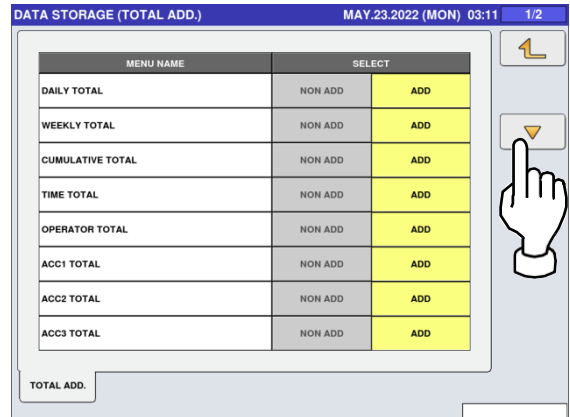 DATA STORAGE (TOTAL ADD.) MAY.23.2022 (MON) 03:11 1/2
MENU NAME SELECT
DAILY TOTAL NON ADD ADD
WEEKLY TOTAL NON ADD ADD
CUMULATIVE TOTAL NON ADD ADD
TIME TOTAL NON ADD ADD
OPERATOR TOTAL NON ADD ADD
ACC1 TOTAL NON ADD ADD
ACC2 TOTAL NON ADD ADD
ACC3 TOTAL NON ADD ADD
TOTAL ADD.